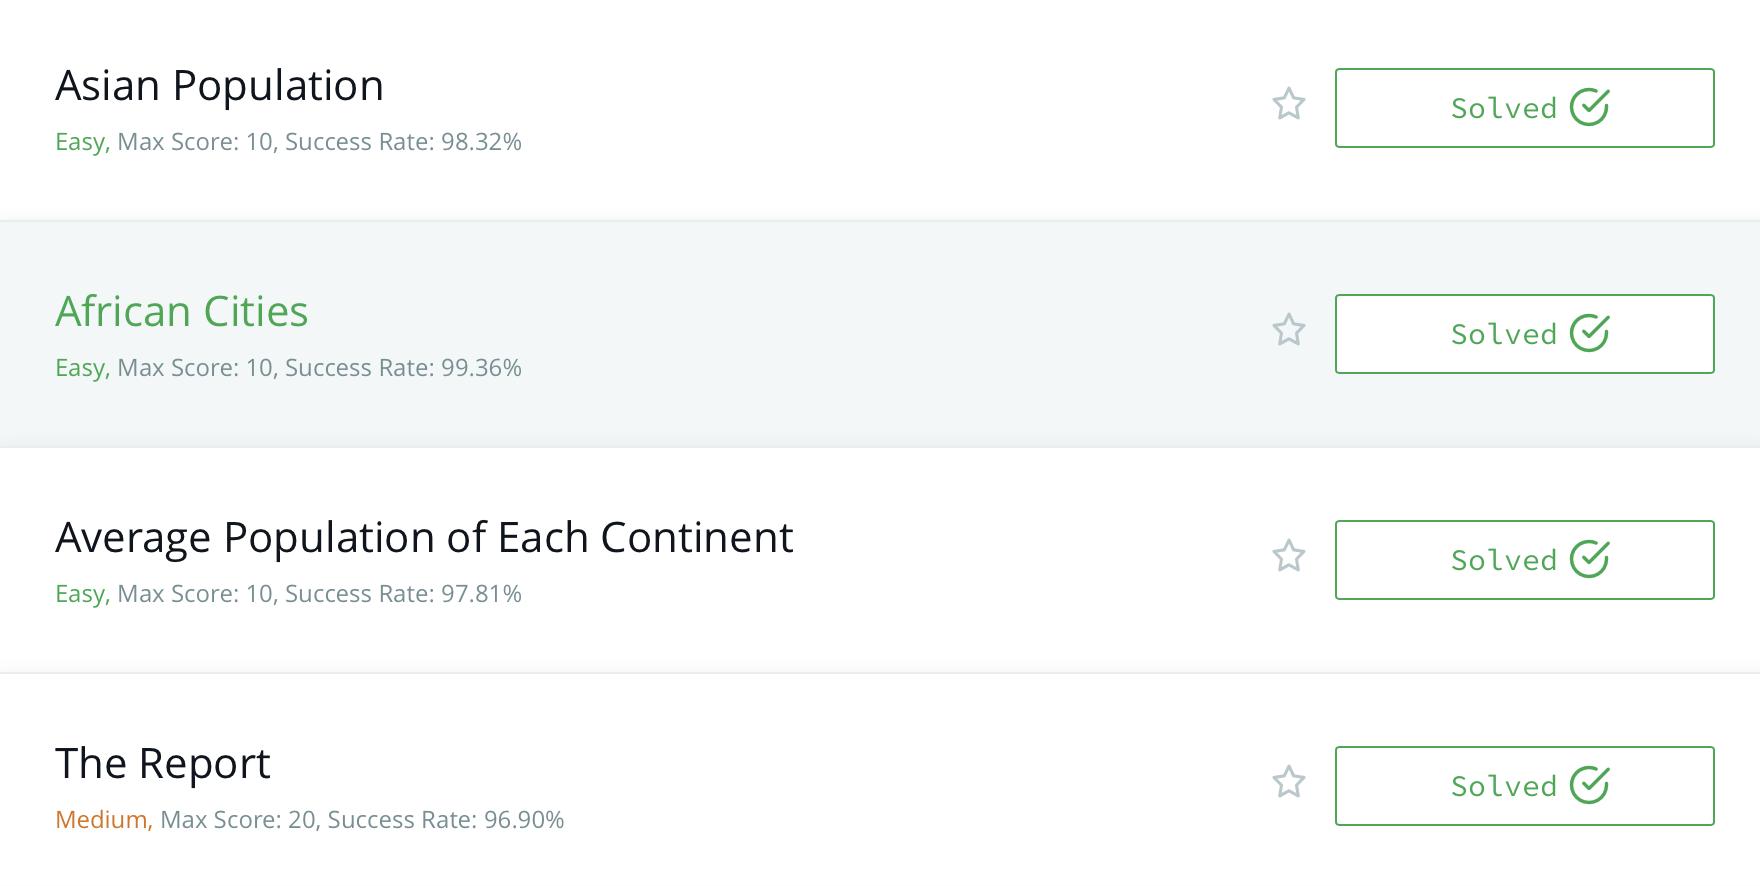 Asian Population
Easy, Max Score: 10, Success Rate: 98.32%
Solved
African Cities
Easy, Max Score: 10, Success Rate: 99.36%
Solved
Average Population of Each Continent
Easy, Max Score: 10, Success Rate: 97.81%
Solved
The Report
Medium, Max Score: 20, Success Rate: 96.90%
Solved